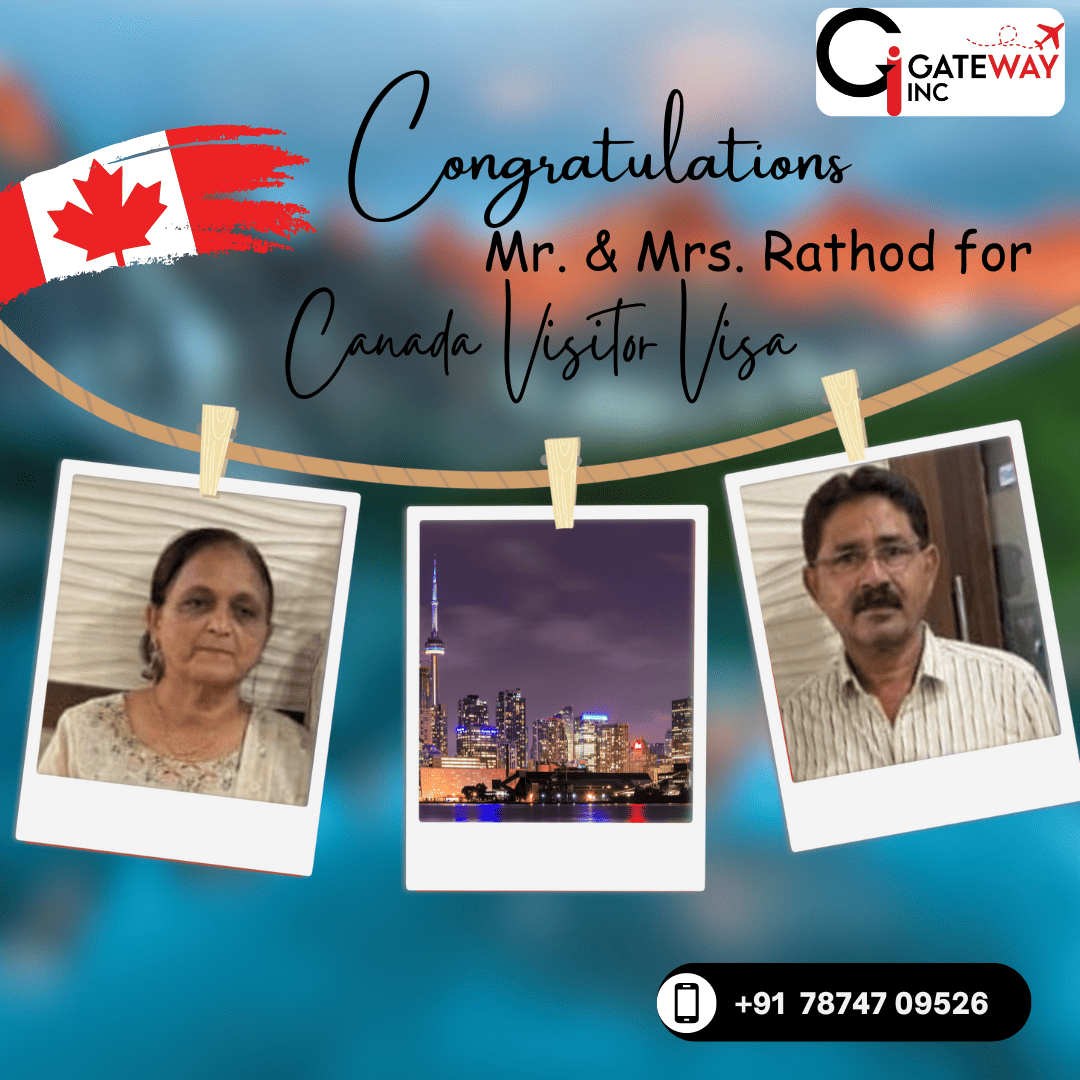 GATEWAY
INC
Congratulations
Mr. & Mrs. Rathod for
Canada Visitor Visa
+91 78747 09526